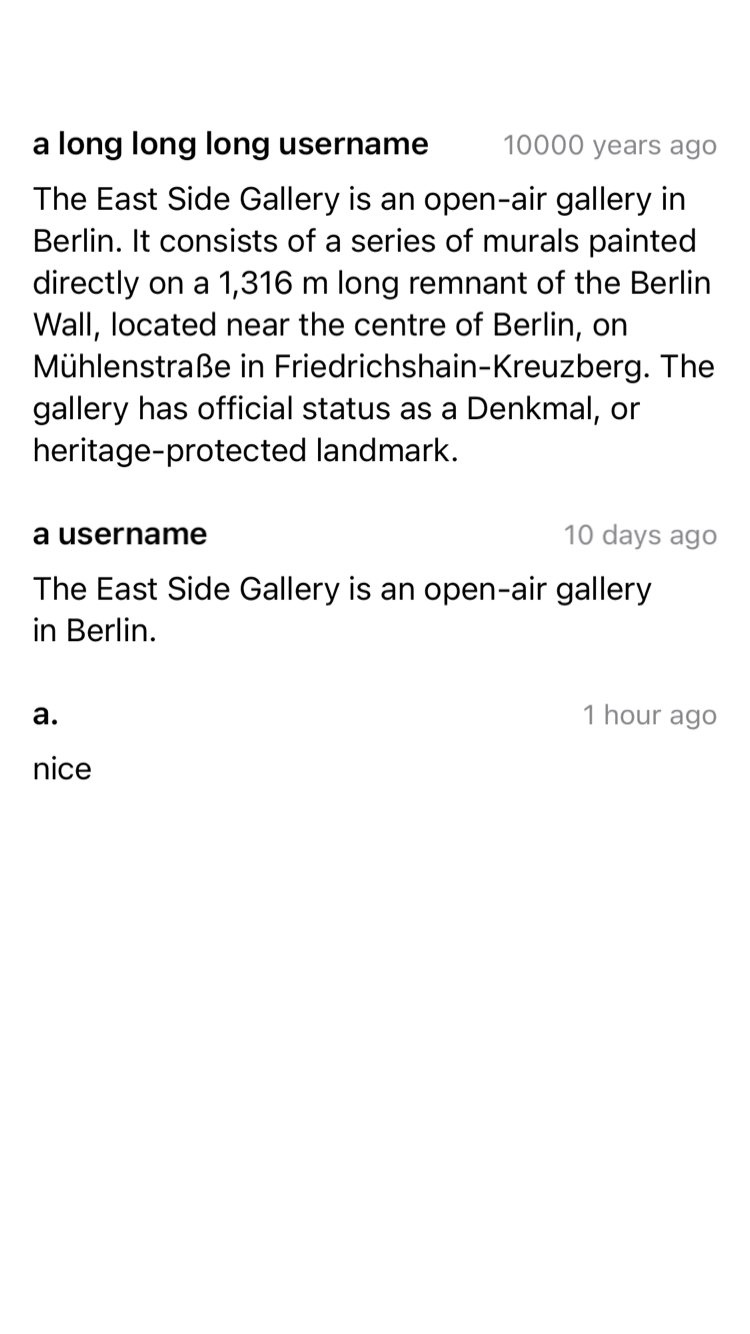 a long long long username 10000 years ago
The East Side Gallery is an open-air gallery in
Berlin. It consists of a series of murals painted
directly on a 1,316 m long remnant of the Berlin
Wall, located near the centre of Berlin, on
Mühlenstraße in Friedrichshain-Kreuzberg. The
gallery has official status as a Denkmal, or
heritage-protected landmark.
a username 10 days ago
The East Side Gallery is an open-air gallery
in Berlin.
a. 1 hour ago
nice